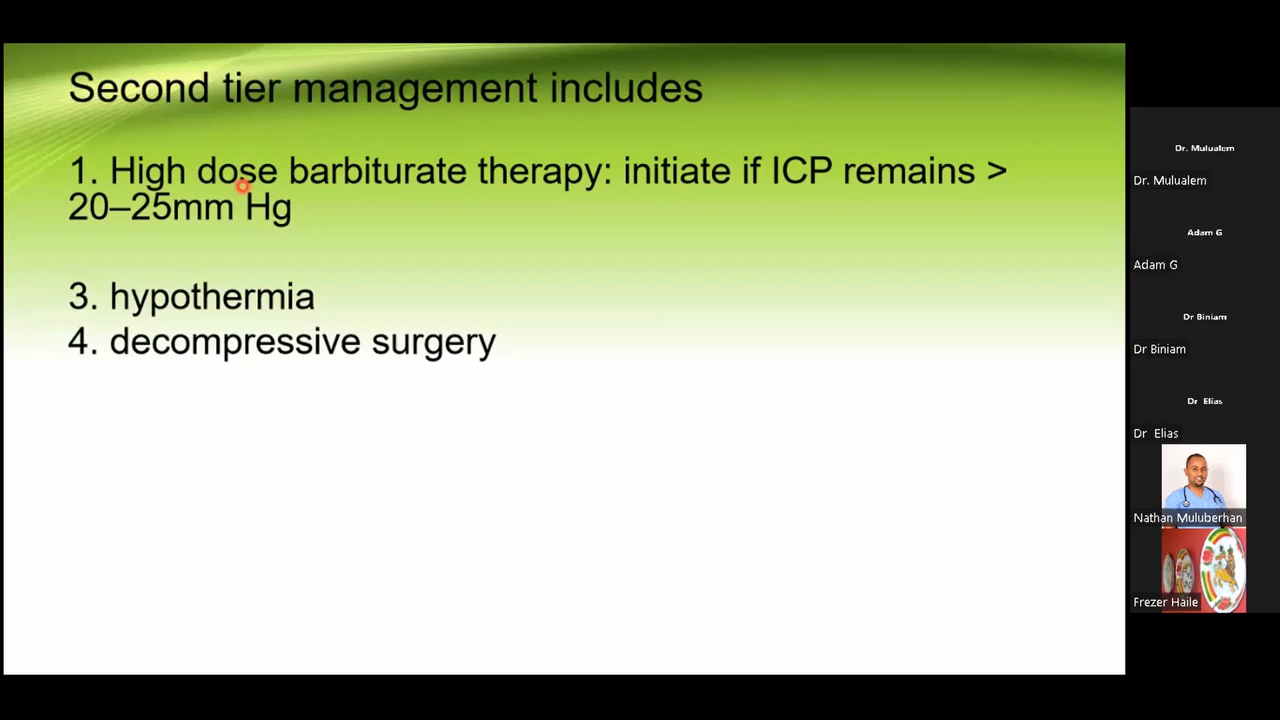 Second tier management includes
1. High dose barbiturate therapy: initiate if ICP remains >
20–25mm Hg
3. hypothermia
4. decompressive surgery
Dr. Mulualem
Dr. Mulualem
Adam G
Adam G
Dr Biniam
Dr Biniam
Dr Elias
Dr Elias
Nathan Muluberhan
Frezer Haile